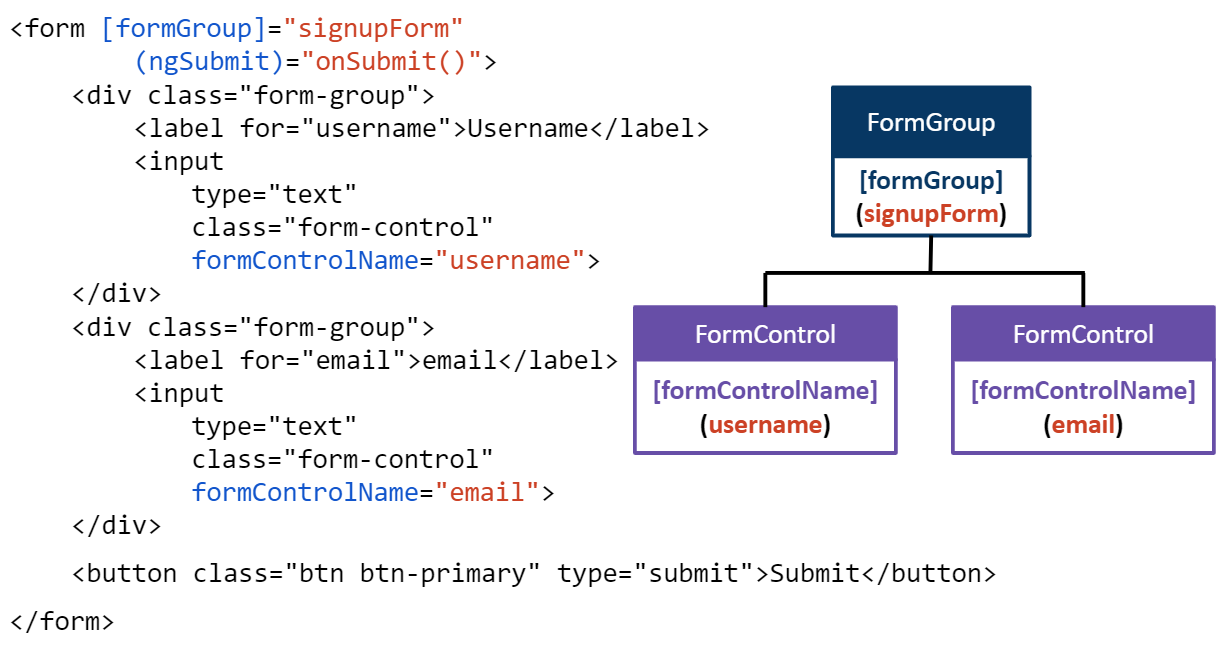 <form [formGroup]="signupForm"
(ngSubmit)="onSubmit()">
<div class="form-group">
<label for="username">Username</label>
<input
type="text"
class="form-control"
formControlName="username">
</div>
<div class="form-group">
<label for="email">email</label>
<input
type="text"
class="form-control"
formControlName="email">
</div>
<button class="btn btn-primary" type="submit">Submit</button>
</form>
FormGroup
[formGroup]
(signupForm)
FormControl
[formControlName]
(username)
FormControl
[formControlName]
(email)